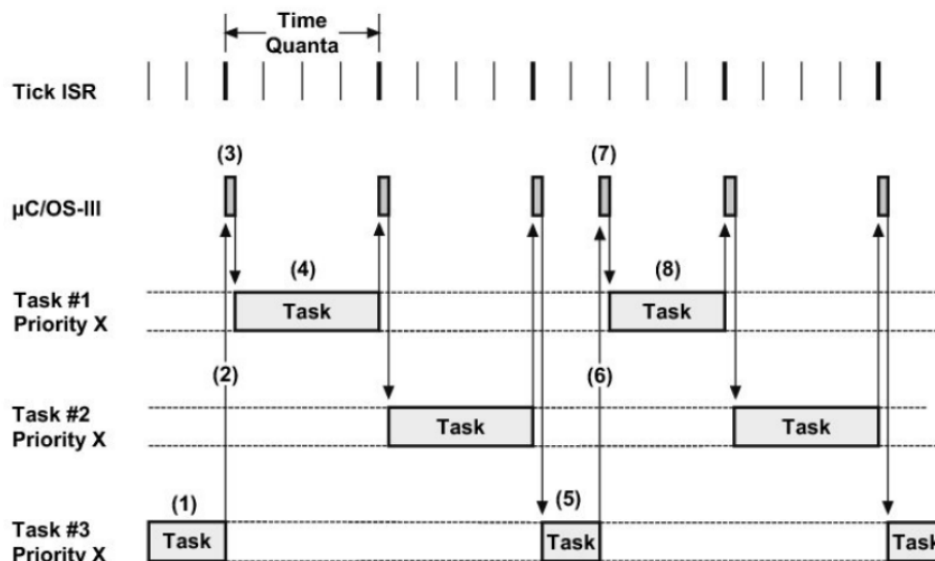 Time
Quanta
Tick ISR
(3)
(7)
µC/OS-III
(4)
(8)
Task #1
Priority X
Task
Task
(2)
(6)
Task #2
Priority X
Task
Task
(1)
(5)
Task #3
Priority X
Task
Task
Task